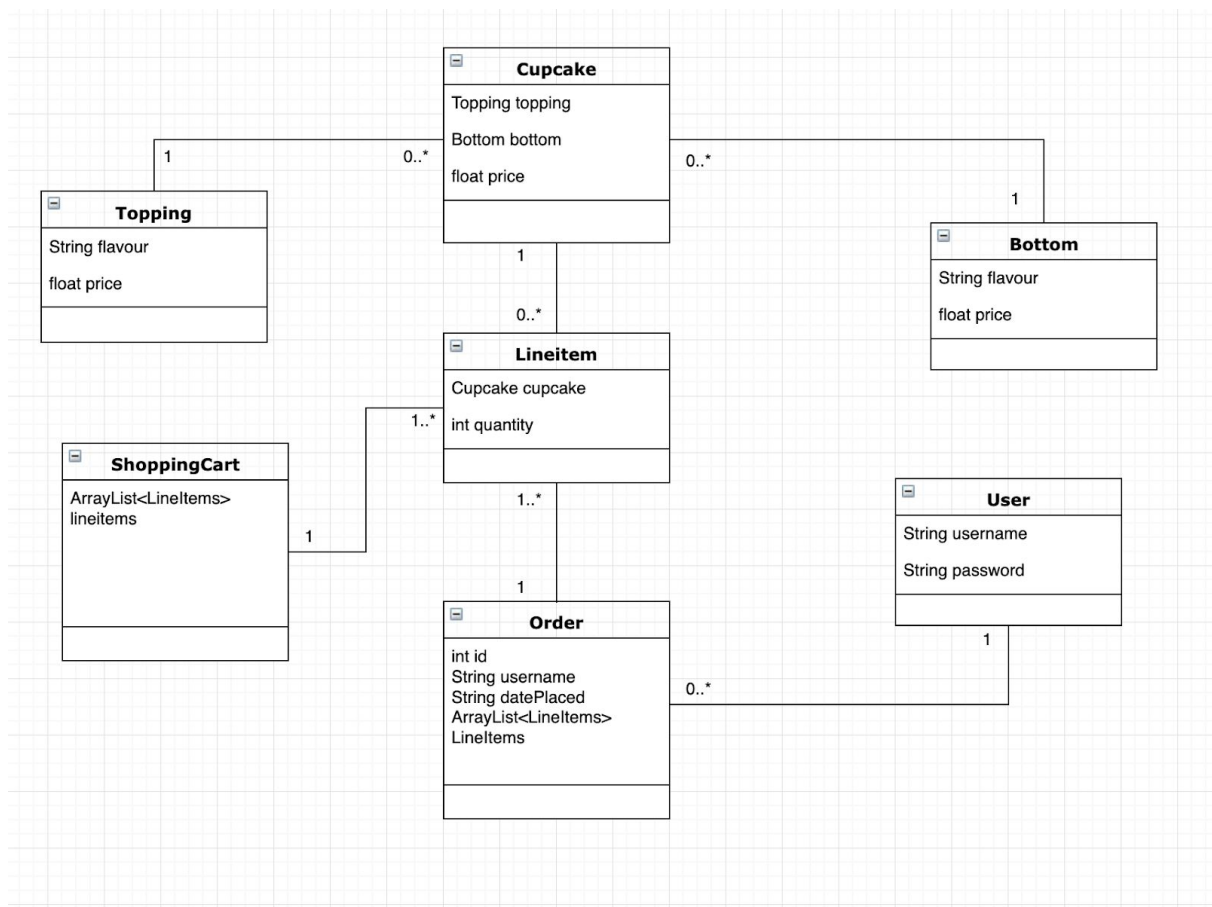 Cupcake
Topping topping
Bottom bottom
float price
1
0..*
0..*
1
Topping
String flavour
float price
Bottom
String flavour
float price
1
0..*
Lineitem
Cupcake cupcake
int quantity
1..*
ShoppingCart
ArrayList<LineItems>
lineitems
1
1..*
1
User
String username
String password
1
Order
int id
String username
String datePlaced
ArrayList<LineItems>
LineItems
0..*